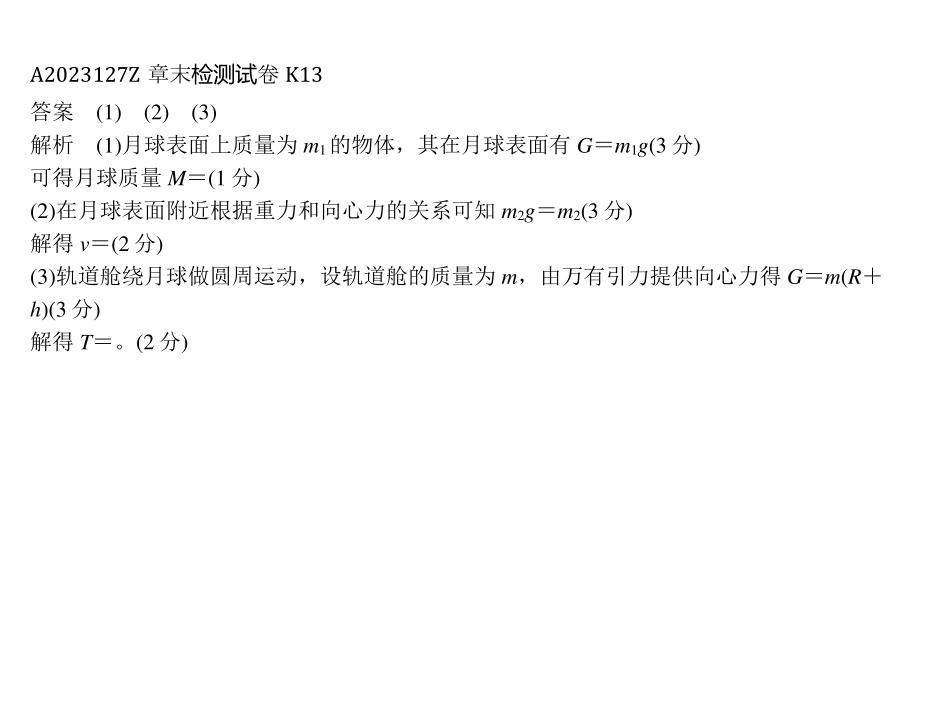 A2023127Z 章末检测试卷 K13
答案　(1)　(2)　(3)
解析　(1)月球表面上质量为 m₁的物体，其在月球表面有 G＝m₁g(3 分)
可得月球质量 M＝(1 分)
(2)在月球表面附近根据重力和向心力的关系可知 m₂g＝m₂(3 分)
解得 v＝(2 分)
(3)轨道舱绕月球做圆周运动，设轨道舱的质量为 m，由万有引力提供向心力得 G＝m(R＋
h)(3 分)
解得 T＝。(2 分)